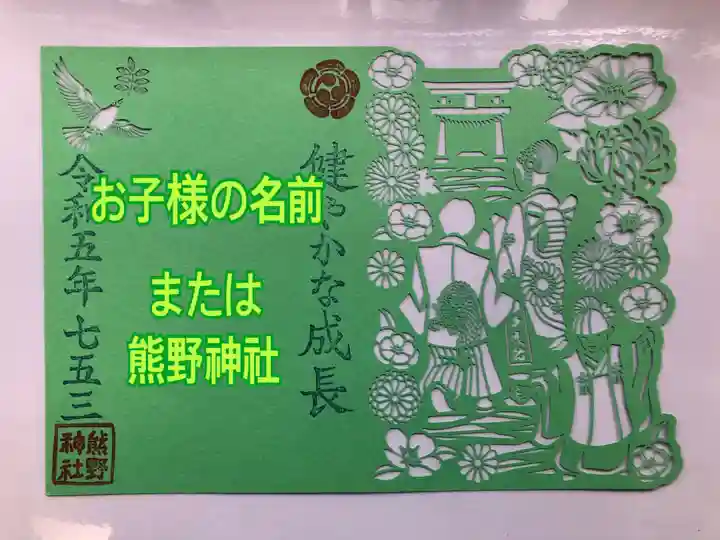 健やかな成長
お子様の名前
または
熊野神社
令和五年七五三
熊野
神社